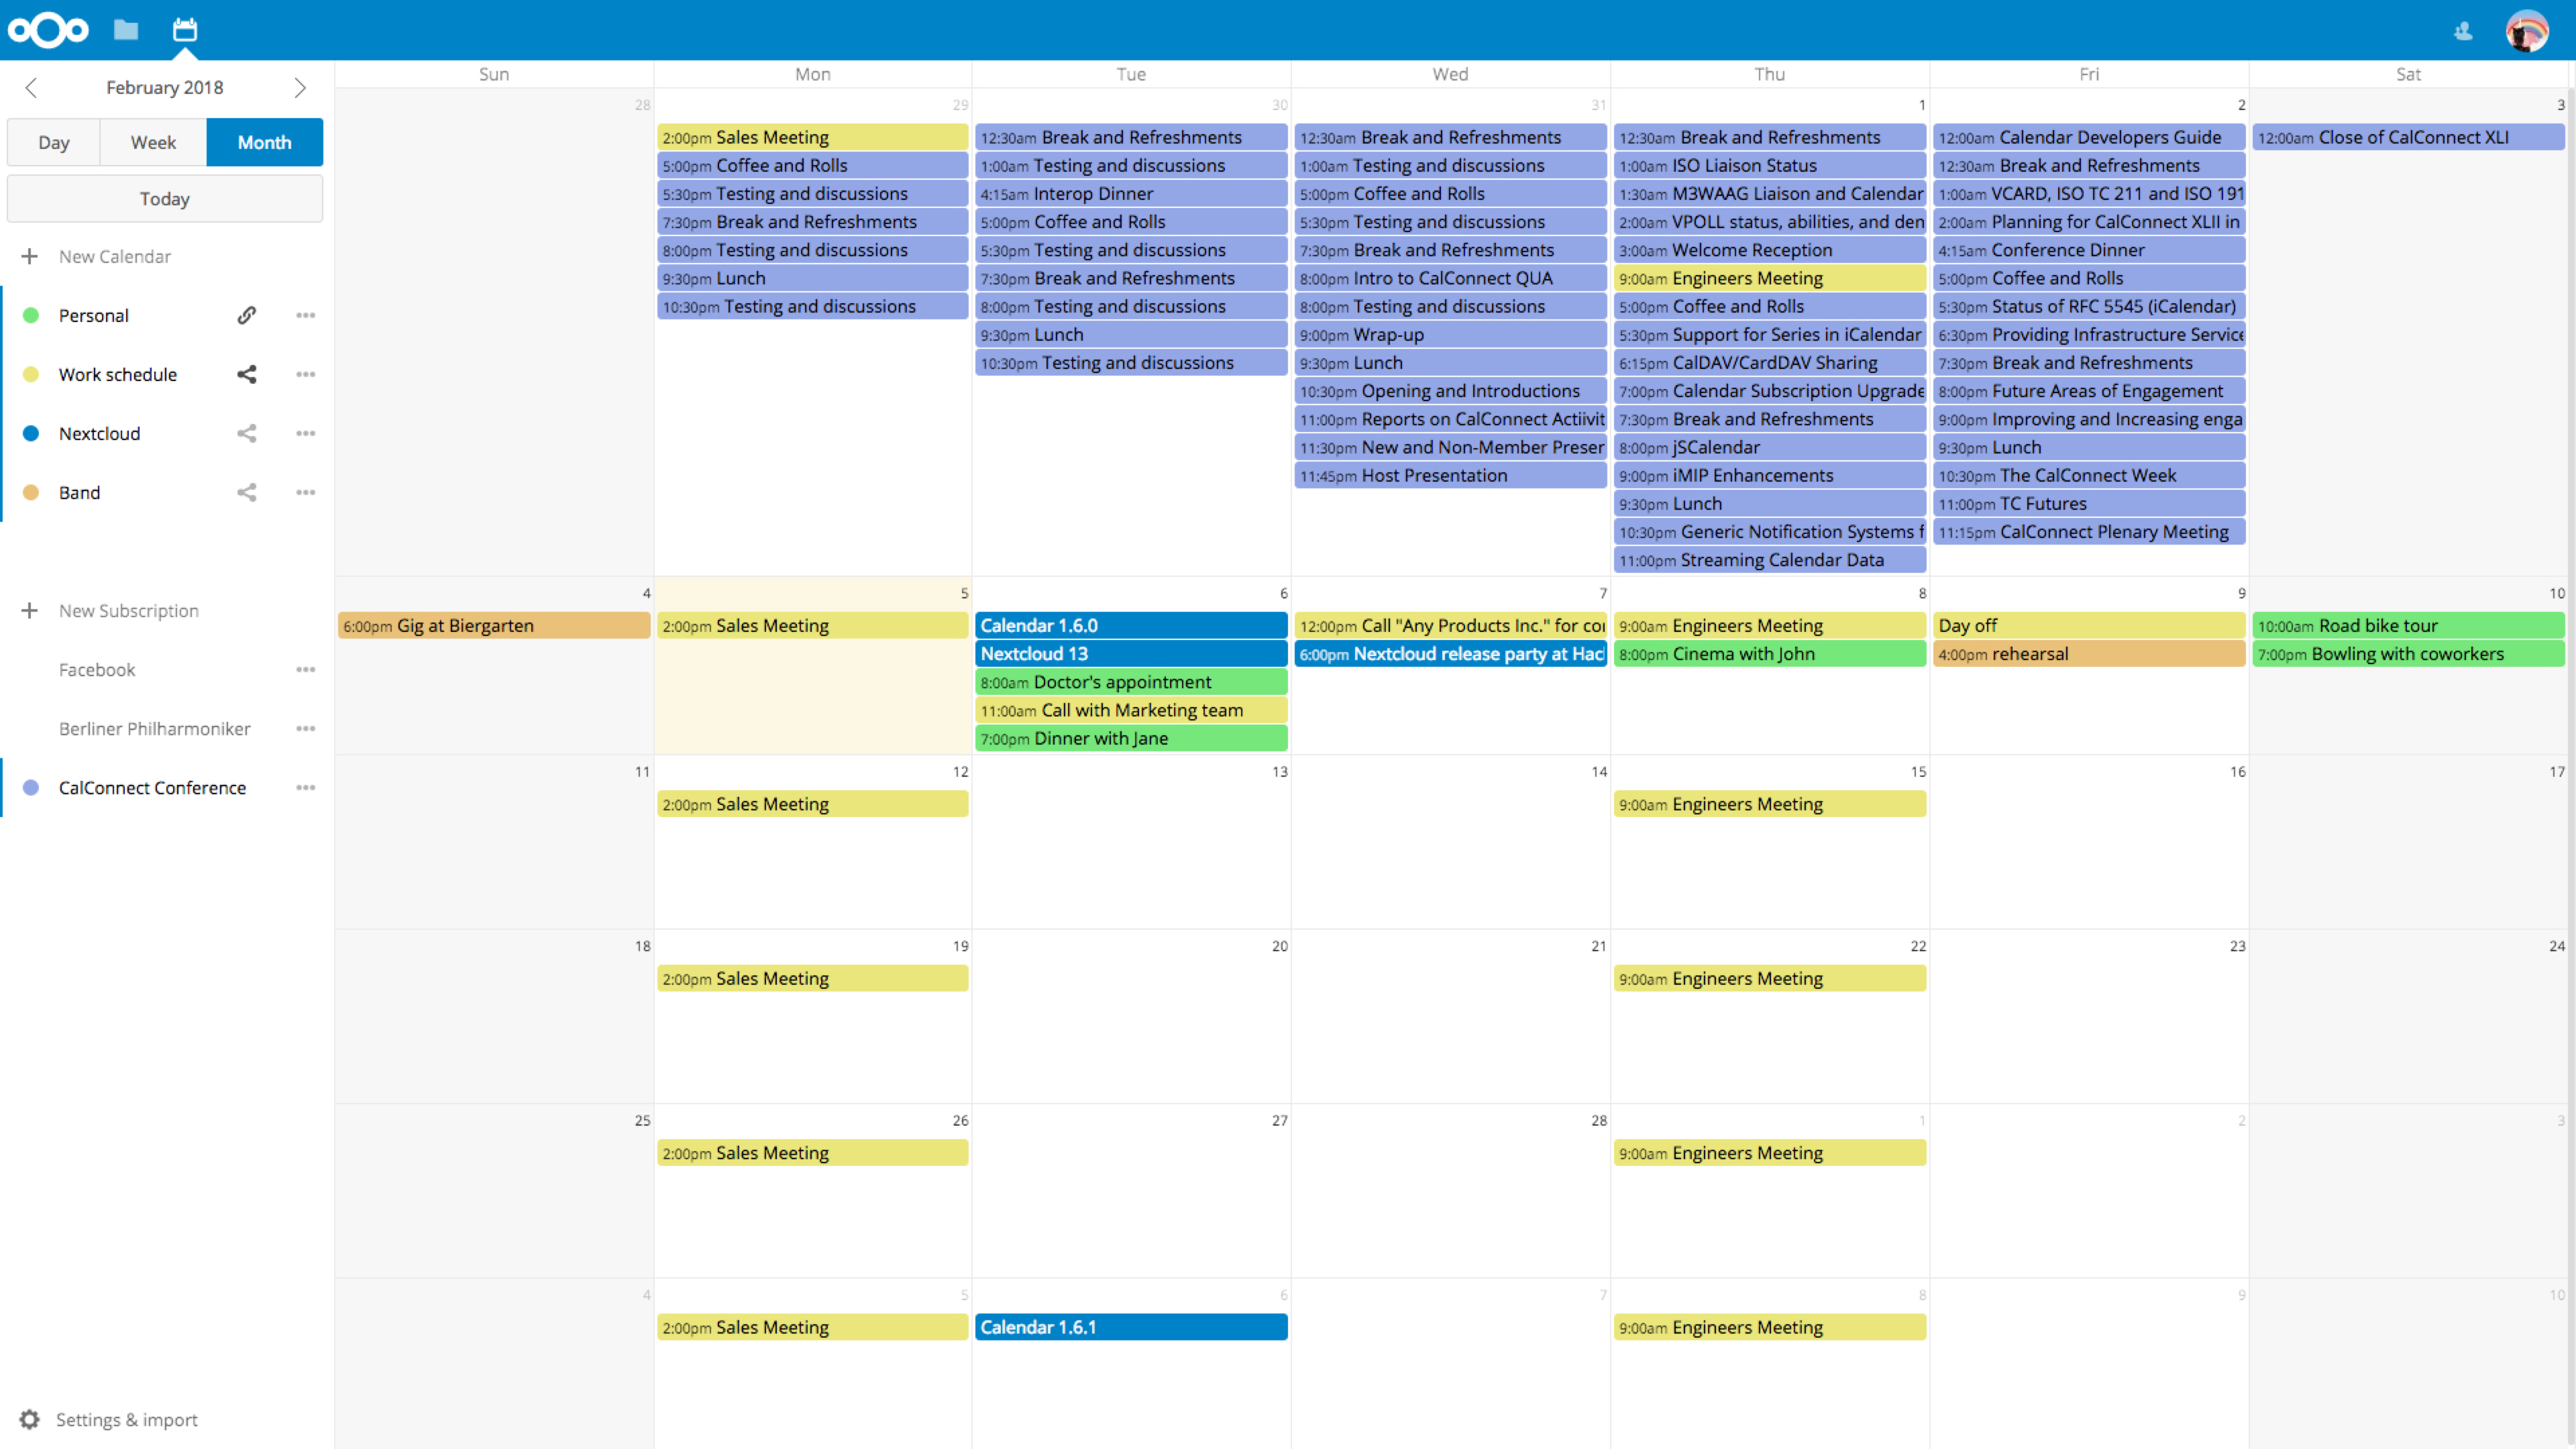 February 2018
Day Week Month
Today
New Calendar
Personal
Work schedule
Nextcloud
Band
New Subscription
Facebook
Berliner Philharmoniker
CalConnect Conference
Settings & import
Sun Mon Tue Wed Thu Fri Sat
28
29
2:00pm Sales Meeting
5:00pm Coffee and Rolls
5:30pm Testing and discussions
7:30pm Break and Refreshments
8:00pm Testing and discussions
9:30pm Lunch
10:30pm Testing and discussions
30
12:30am Break and Refreshments
1:00am Testing and discussions
4:15am Interop Dinner
5:00pm Coffee and Rolls
5:30pm Testing and discussions
7:30pm Break and Refreshments
8:00pm Testing and discussions
9:30pm Lunch
10:30pm Testing and discussions
31
12:30am Break and Refreshments
1:00am Testing and discussions
5:00pm Coffee and Rolls
5:30pm Testing and discussions
7:30pm Break and Refreshments
8:00pm Intro to CalConnect QUA
8:00pm Testing and discussions
9:00pm Wrap-up
9:30pm Lunch
10:30pm Opening and Introductions
11:00pm Reports on CalConnect Actiivit
11:30pm New and Non-Member Preser
11:45pm Host Presentation
1
12:30am Break and Refreshments
1:00am ISO Liaison Status
1:30am M3WAAG Liaison and Calendar
2:00am VPOLL status, abilities, and den
3:00am Welcome Reception
9:00am Engineers Meeting
5:00pm Coffee and Rolls
5:30pm Support for Series in iCalendar
6:15pm CalDAV/CardDAV Sharing
7:00pm Calendar Subscription Upgrade
7:30pm Break and Refreshments
8:00pm jSCalendar
9:00pm iMIP Enhancements
9:30pm Lunch
10:30pm Generic Notification Systems f
11:00pm Streaming Calendar Data
2
12:00am Calendar Developers Guide
12:30am Break and Refreshments
1:00am VCARD, ISO TC 211 and ISO 191
2:00am Planning for CalConnect XLII in
4:15am Conference Dinner
5:00pm Coffee and Rolls
5:30pm Status of RFC 5545 (iCalendar)
6:30pm Providing Infrastructure Service
7:30pm Break and Refreshments
8:00pm Future Areas of Engagement
9:00pm Improving and Increasing enga
9:30pm Lunch
10:30pm The CalConnect Week
11:00pm TC Futures
11:15pm CalConnect Plenary Meeting
3
12:00am Close of CalConnect XLI
4
6:00pm Gig at Biergarten
5
2:00pm Sales Meeting
6
Calendar 1.6.0
Nextcloud 13
8:00am Doctor's appointment
11:00am Call with Marketing team
7:00pm Dinner with Jane
7
12:00pm Call "Any Products Inc." for co
6:00pm Nextcloud release party at Hac
8
9:00am Engineers Meeting
8:00pm Cinema with John
9
Day off
4:00pm rehearsal
10
10:00am Road bike tour
7:00pm Bowling with coworkers
11
12
2:00pm Sales Meeting
13
14
15
9:00am Engineers Meeting
16
17
18
19
2:00pm Sales Meeting
20
21
22
9:00am Engineers Meeting
23
24
25
26
2:00pm Sales Meeting
27
28
1
9:00am Engineers Meeting
2
3
4
5
2:00pm Sales Meeting
6
Calendar 1.6.1
7
8
9:00am Engineers Meeting
9
10